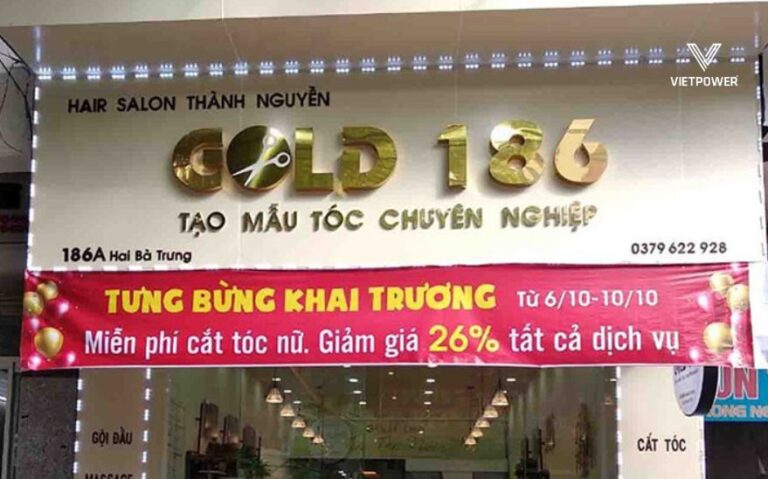 VIETPOWER
HAIR SALON THÀNH NGUYỄN
GOLD 186
TẠO MẪU TÓC CHUYÊN NGHIỆP
186A Hai Bà Trưng
0379 622 928
TƯNG BỪNG KHAI TRƯƠNG Từ 6/10-10/10
Miễn phí cắt tóc nữ. Giảm giá 26% tất cả dịch vụ
GỘI ĐẦU
MASSAGE
CẮT TÓC